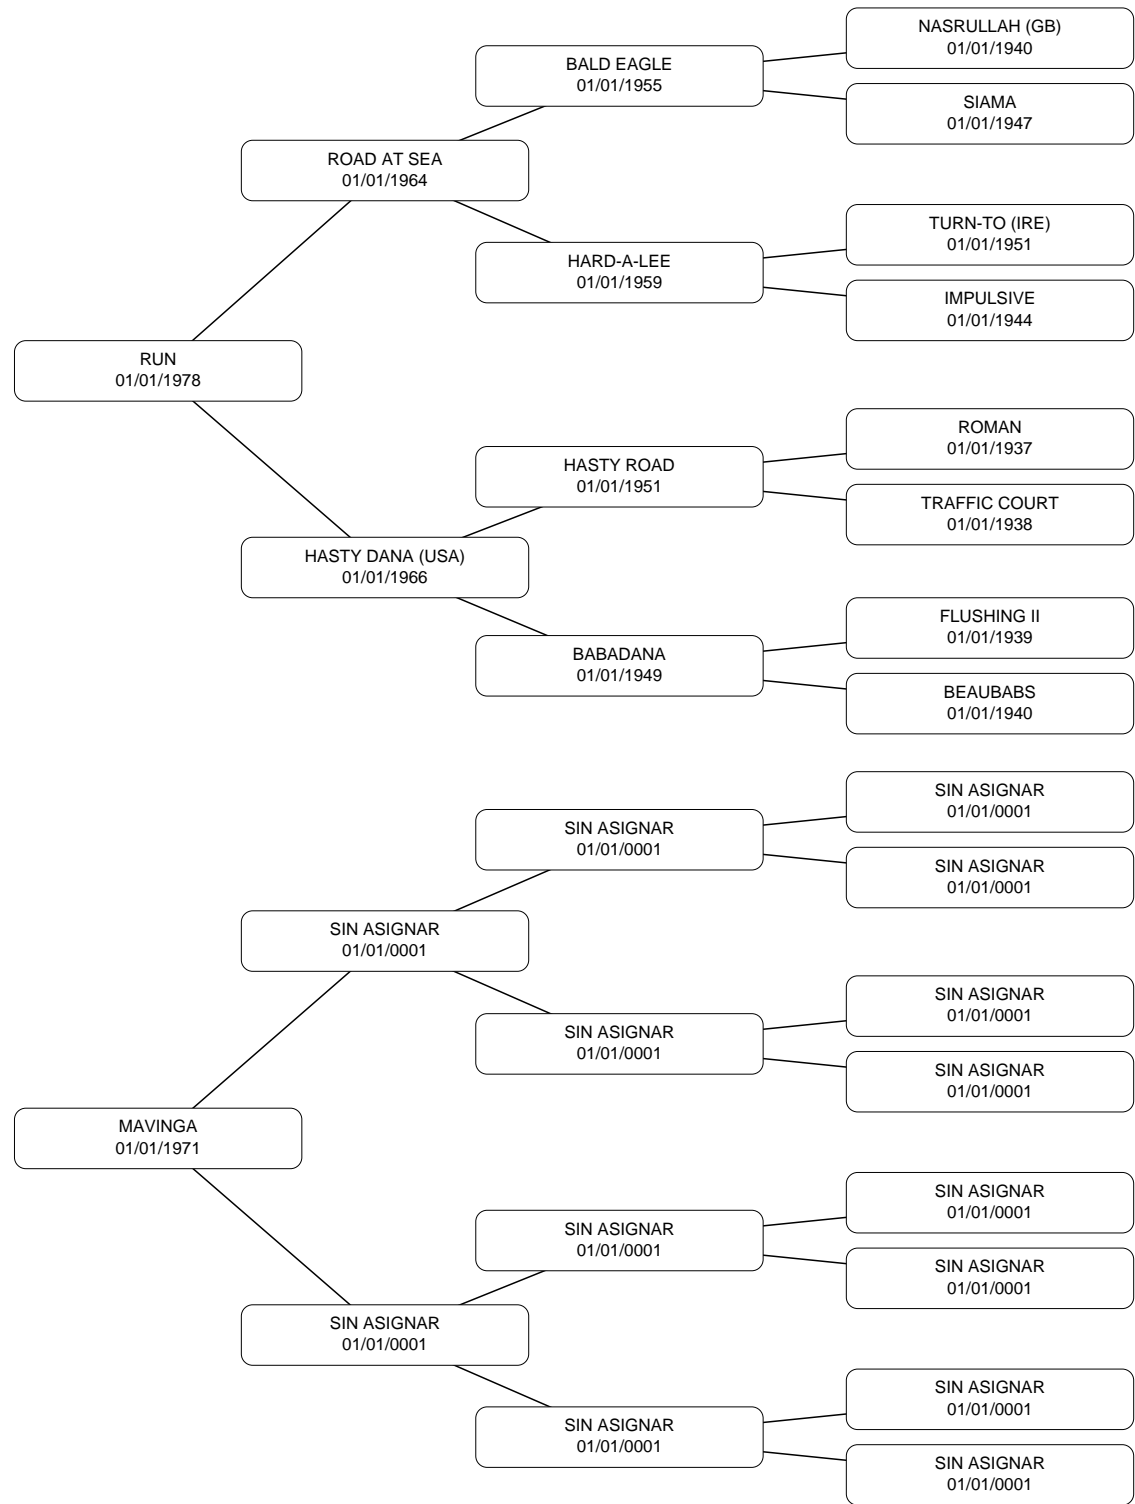 NASRULLAH (GB)
01/01/1940
BALD EAGLE
01/01/1955
SIAMA
01/01/1947
ROAD AT SEA
01/01/1964
TURN-TO (IRE)
01/01/1951
HARD-A-LEE
01/01/1959
IMPULSIVE
01/01/1944
RUN
01/01/1978
ROMAN
01/01/1937
HASTY ROAD
01/01/1951
TRAFFIC COURT
01/01/1938
HASTY DANA (USA)
01/01/1966
FLUSHING II
01/01/1939
BABADANA
01/01/1949
BEAUBABS
01/01/1940
SIN ASIGNAR
01/01/0001
SIN ASIGNAR
01/01/0001
SIN ASIGNAR
01/01/0001
SIN ASIGNAR
01/01/0001
SIN ASIGNAR
01/01/0001
SIN ASIGNAR
01/01/0001
SIN ASIGNAR
01/01/0001
MAVINGA
01/01/1971
SIN ASIGNAR
01/01/0001
SIN ASIGNAR
01/01/0001
SIN ASIGNAR
01/01/0001
SIN ASIGNAR
01/01/0001
SIN ASIGNAR
01/01/0001
SIN ASIGNAR
01/01/0001
SIN ASIGNAR
01/01/0001